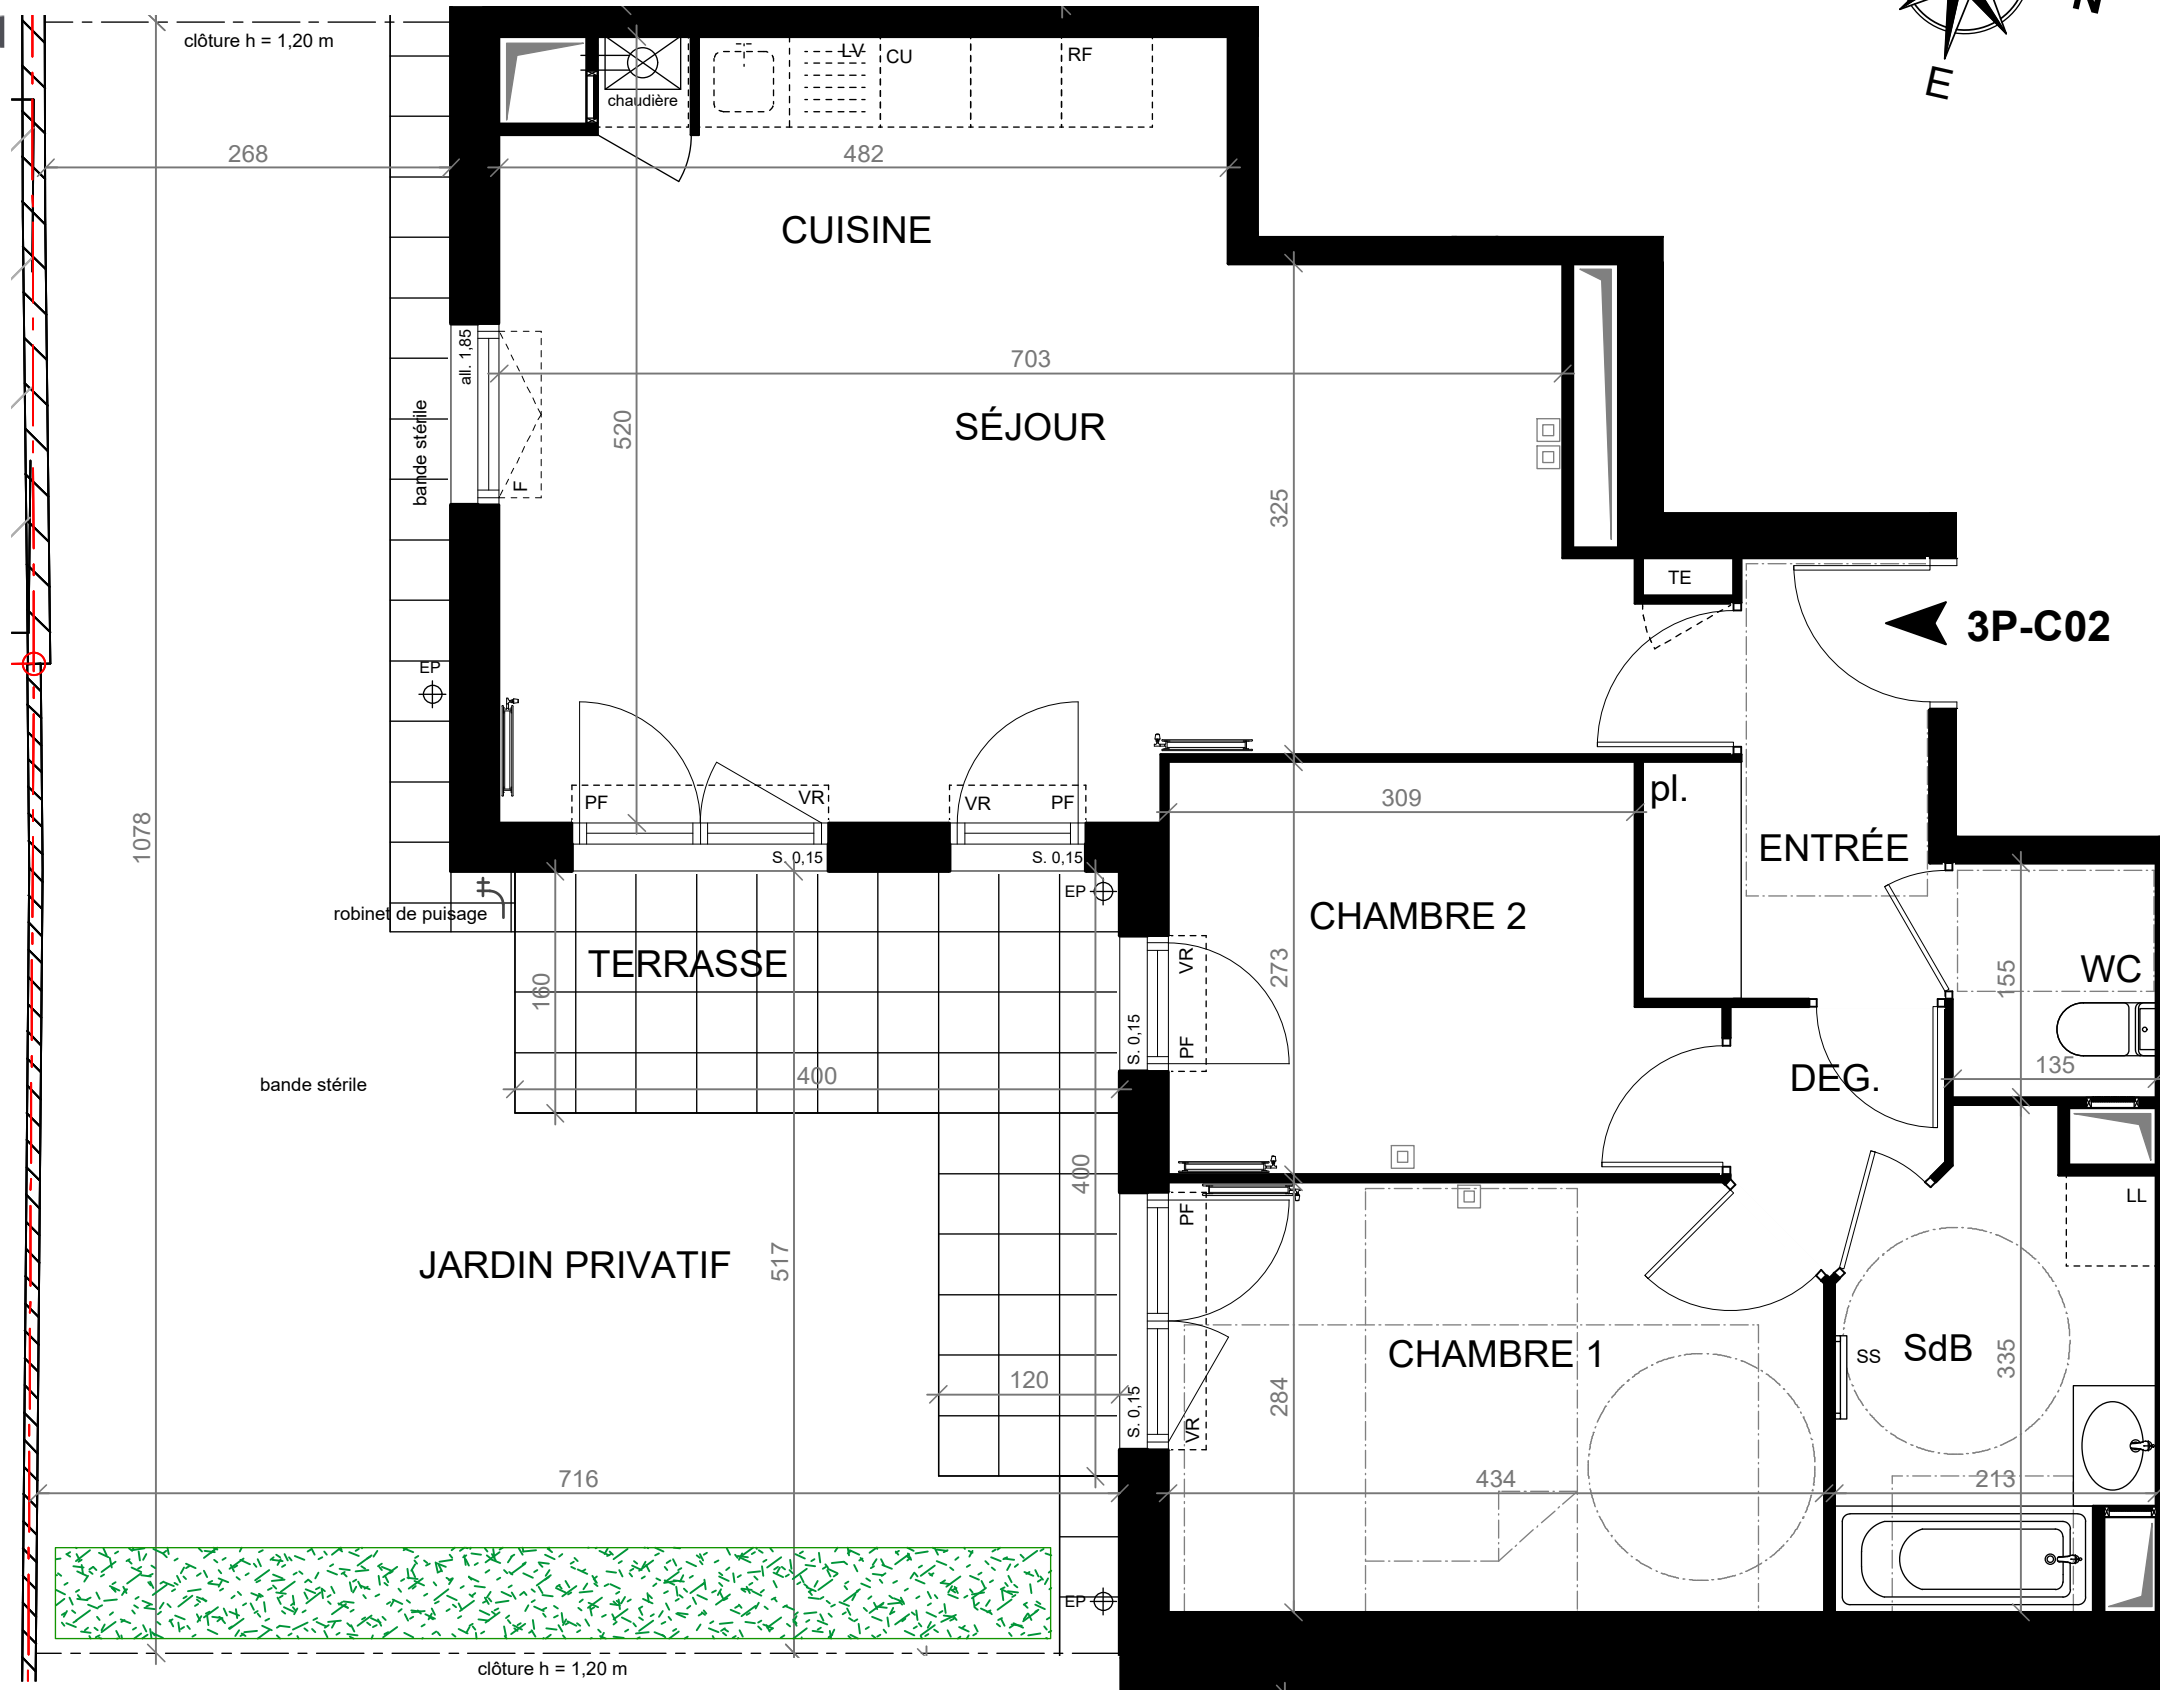 N
E
clôture h = 1,20 m
LV
CU
RF
chaudière
268
482
CUISINE
all. 1,85
703
bande stérile
520
SÉJOUR
F
325
TE
3P-C02
EP
PF
VR
VR
PF
309
pl.
1078
ENTRÉE
S. 0,15
S. 0,15
EP
robinet de puisage
CHAMBRE 2
TERRASSE
160
VR
273
155
WC
S. 0,15
PF
400
bande stérile
DEG.
135
400
LL
PF
JARDIN PRIVATIF
517
CHAMBRE 1
SS
SdB
335
120
S. 0,15
VR
284
716
434
213
EP
clôture h = 1,20 m